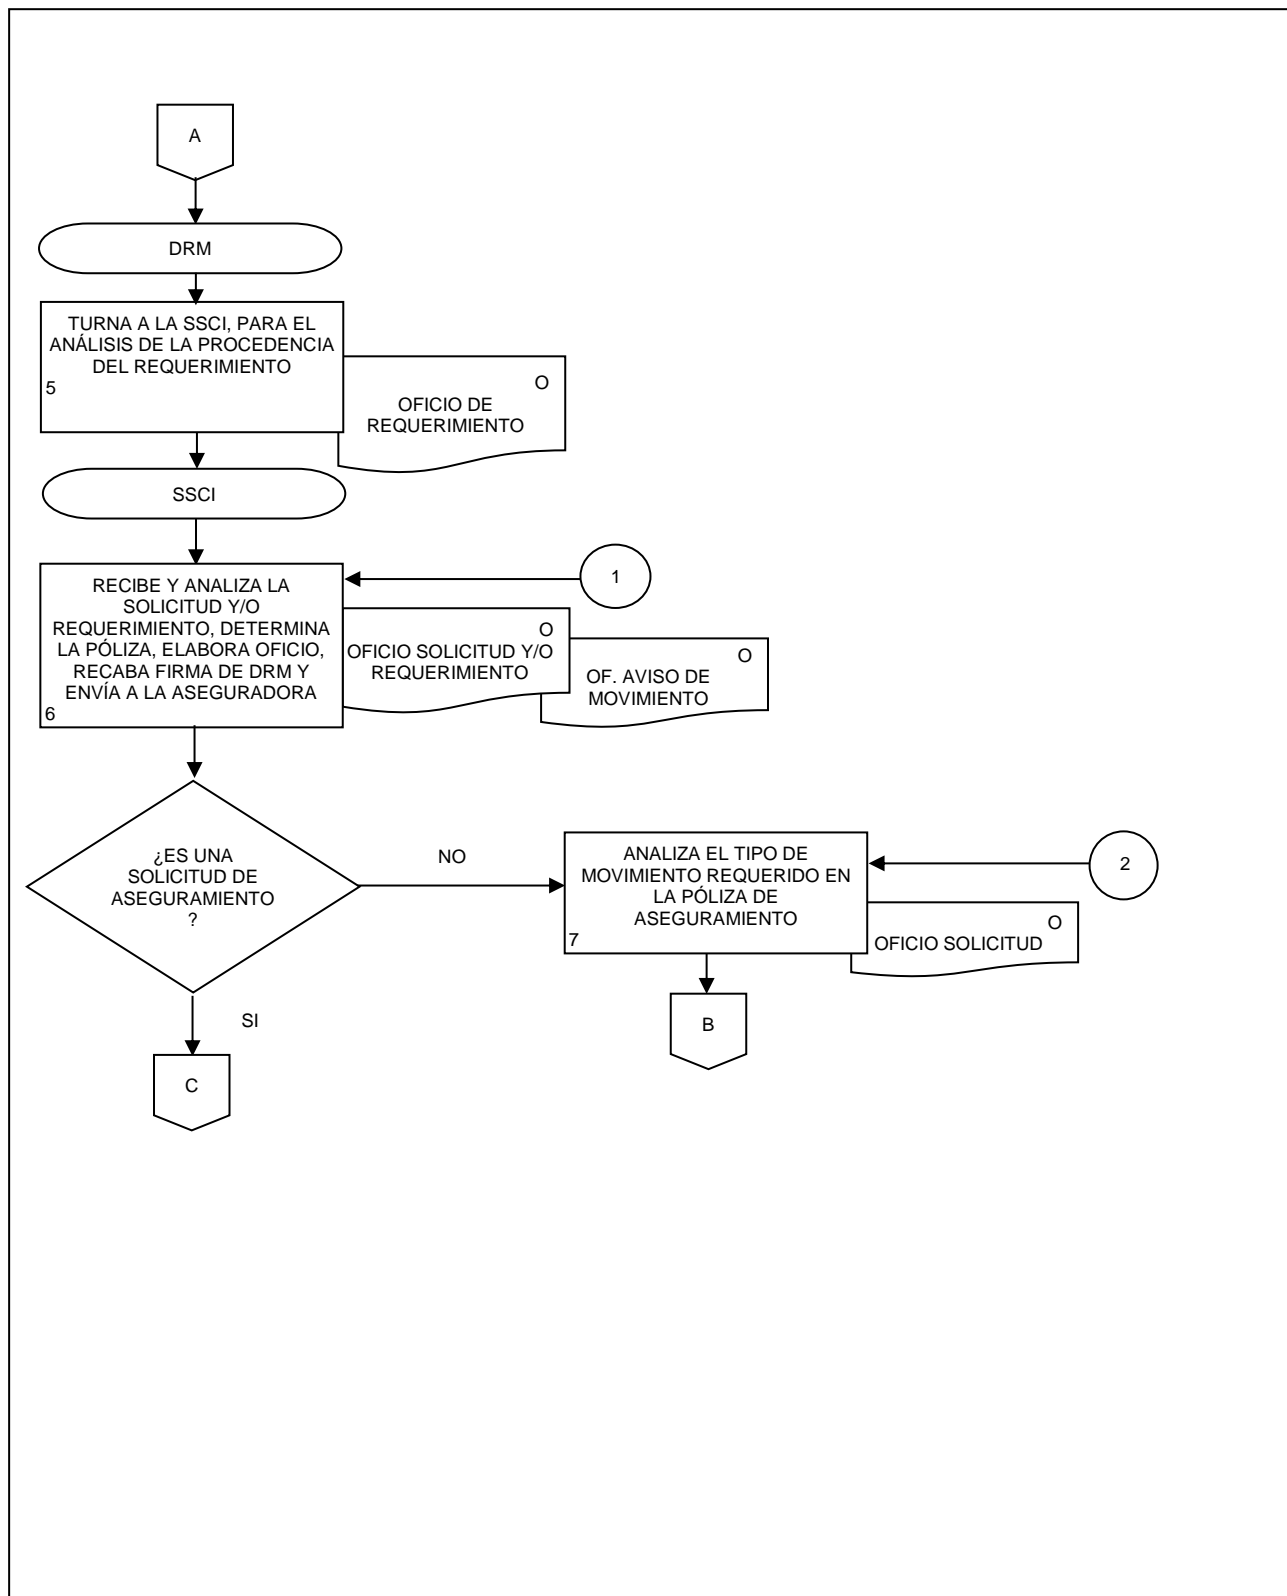 A
DRM
TURNA A LA SSCI, PARA EL
ANÁLISIS DE LA PROCEDENCIA
DEL REQUERIMIENTO
5
O
OFICIO DE
REQUERIMIENTO
SSCI
1
RECIBE Y ANALIZA LA
SOLICITUD Y/O
REQUERIMIENTO, DETERMINA
LA PÓLIZA, ELABORA OFICIO,
RECABA FIRMA DE DRM Y
ENVÍA A LA ASEGURADORA
6
O
OFICIO SOLICITUD Y/O
REQUERIMIENTO
O
OF. AVISO DE
MOVIMIENTO
¿ES UNA
SOLICITUD DE
ASEGURAMIENTO
?
NO
ANALIZA EL TIPO DE
MOVIMIENTO REQUERIDO EN
LA PÓLIZA DE
ASEGURAMIENTO
7
2
O
OFICIO SOLICITUD
SI
B
C